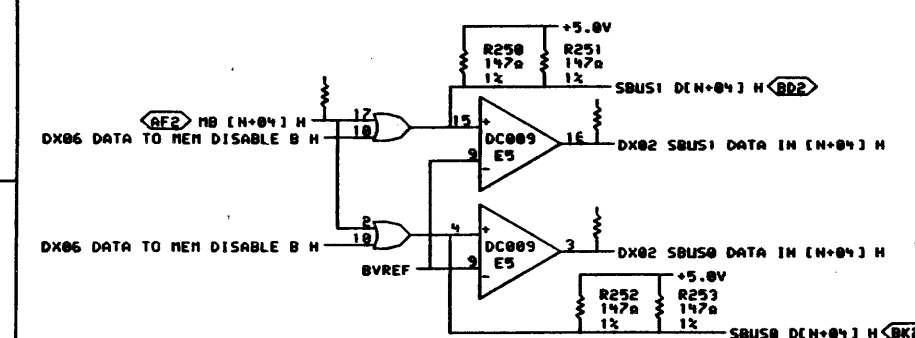 +5.0V
R250 R251
147Ω 147Ω
1% 1%
SBUS1 D[N+04] H BD2
AF2 MB [N+04] H 17
15 +
DX06 DATA TO MEM DISABLE B H 18
DC009 16 DX02 SBUS1 DATA IN [N+04] H
9 E5
-
2
4 +
DX06 DATA TO MEM DISABLE B H 18
DC009 3 DX02 SBUS0 DATA IN [N+04] H
BVREF 9 E5
-
+5.0V
R252 R253
147Ω 147Ω
1% 1%
SBUS0 D[N+04] H BK2